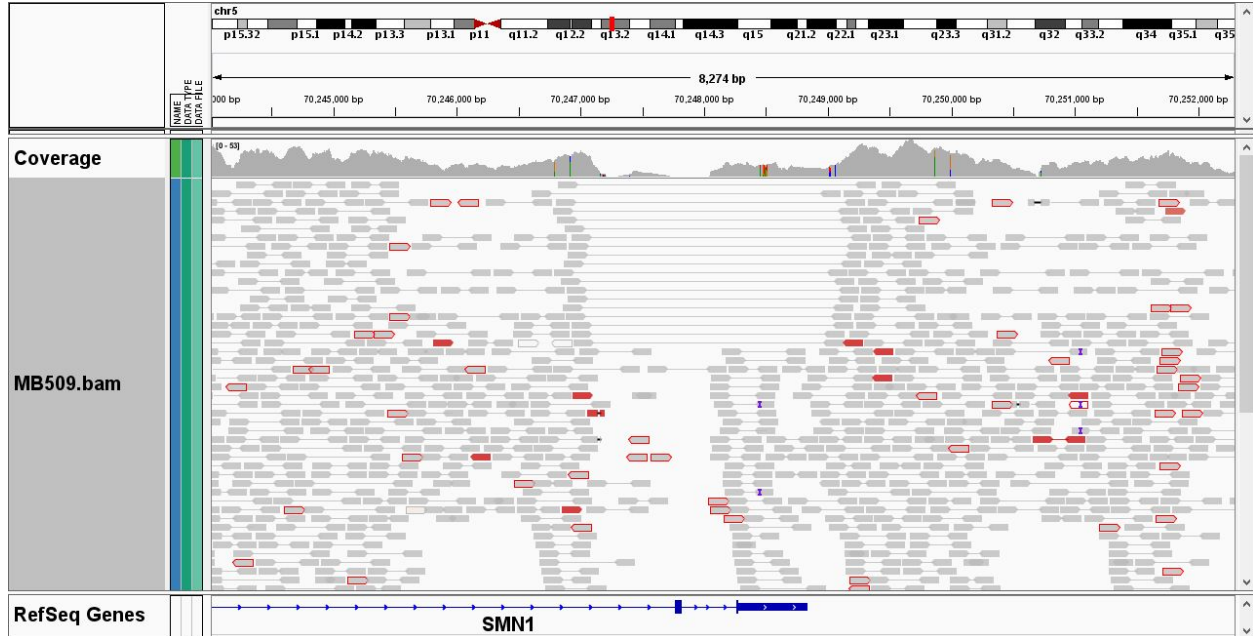 chr5
p15.32 p15.1 p14.2 p13.3 p13.1 p11 q11.2 q12.2 q13.2 q14.1 q14.3 q15 q21.2 q22.1 q23.1 q23.3 q31.2 q32 q33.2 q34 q35.1 q35
8,274 bp
000 bp 70,245,000 bp 70,246,000 bp 70,247,000 bp 70,248,000 bp 70,249,000 bp 70,250,000 bp 70,251,000 bp 70,252,000 bp
NAME
DATA TYPE
DATA FILE
Coverage
[0 - 53]
MB509.bam
RefSeq Genes
SMN1